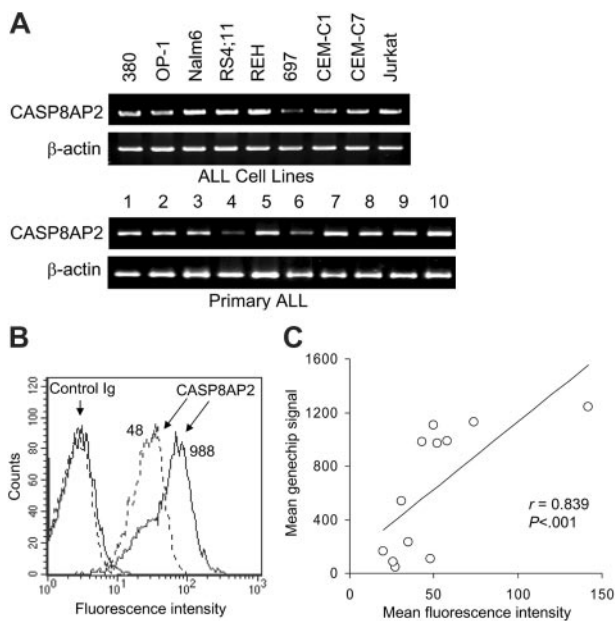 A
380 OP-1 Nalm6 RS4;11 REH 697 CEM-C1 CEM-C7 Jurkat
CASP8AP2
β-actin
ALL Cell Lines
1 2 3 4 5 6 7 8 9 10
CASP8AP2
β-actin
Primary ALL
B
Control Ig
CASP8AP2
48
988
Counts
120
100
80
60
40
20
0
10⁰ 10¹ 10² 10³
Fluorescence intensity
C
Mean genechip signal
1600
1200
800
400
0
0 50 100 150
r = 0.839
P<.001
Mean fluorescence intensity